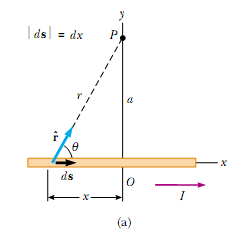 y
|ds| = dx
P
r
a
r̂
θ
x
ds
O
x
I
(a)